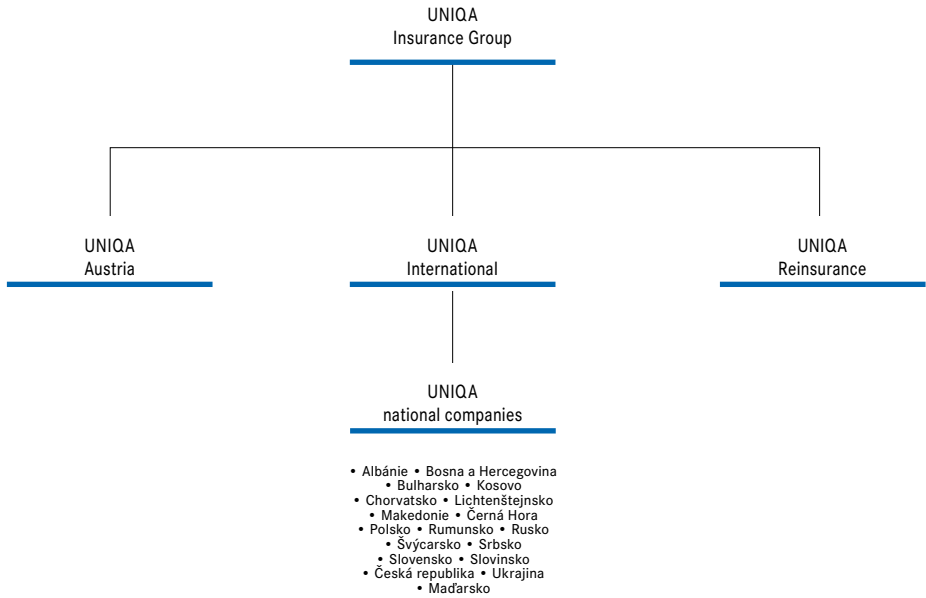 UNIQA
Insurance Group
UNIQA
Austria
UNIQA
International
UNIQA
Reinsurance
UNIQA
national companies
• Albánie • Bosna a Hercegovina
• Bulharsko • Kosovo
• Chorvatsko • Lichtenštejnsko
• Makedonie • Černá Hora
• Polsko • Rumunsko • Rusko
• Švýcarsko • Srbsko
• Slovensko • Slovinsko
• Česká republika • Ukrajina
• Maďarsko